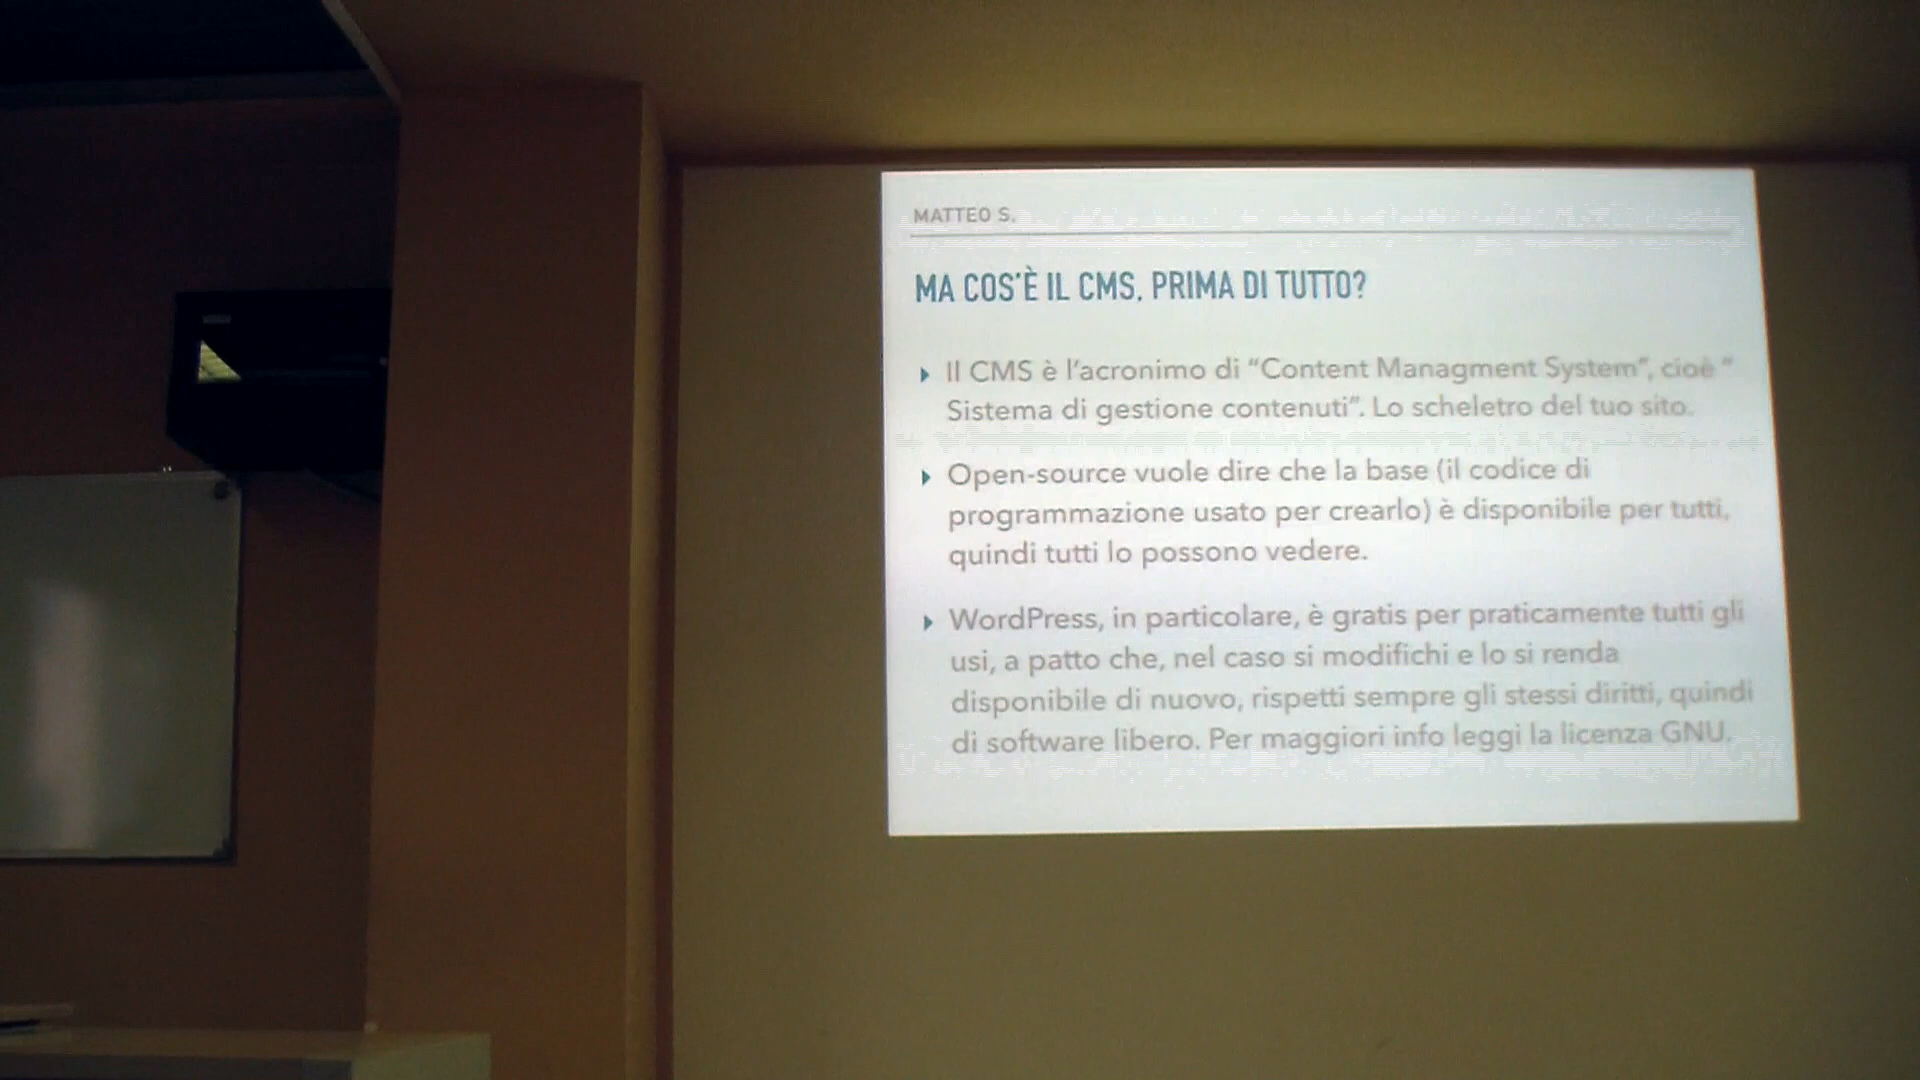 MATTEO S.
MA COS'È IL CMS, PRIMA DI TUTTO?
Il CMS è l'acronimo di "Content Managment System", cioè "
Sistema di gestione contenuti". Lo scheletro del tuo sito.
Open-source vuole dire che la base (il codice di
programmazione usato per crearlo) è disponibile per tutti,
quindi tutti lo possono vedere.
WordPress, in particolare, è gratis per praticamente tutti gli
usi, a patto che, nel caso si modifichi e lo si renda
disponibile di nuovo, rispetti sempre gli stessi diritti, quindi
di software libero. Per maggiori info leggi la licenza GNU.